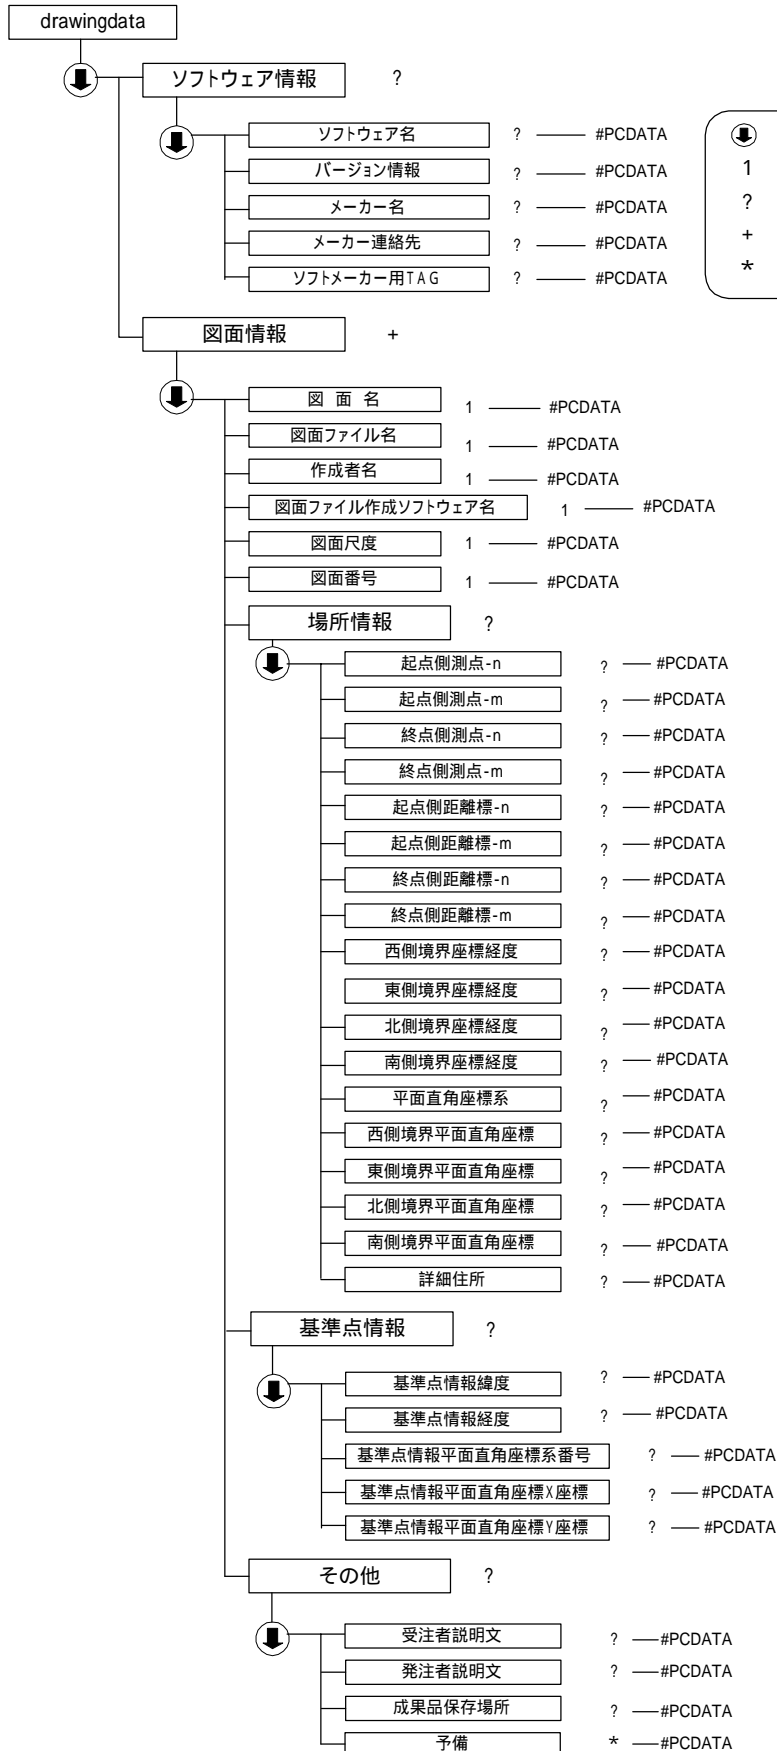 drawingdata
ソフトウェア情報 ?
ソフトウェア名 ? #PCDATA
バージョン情報 ? #PCDATA
メーカー名 ? #PCDATA
メーカー連絡先 ? #PCDATA
ソフトメーカー用TAG ? #PCDATA
1
?
+
*
図面情報 +
図 面 名 1 #PCDATA
図面ファイル名 1 #PCDATA
作成者名 1 #PCDATA
図面ファイル作成ソフトウェア名 1 #PCDATA
図面尺度 1 #PCDATA
図面番号 1 #PCDATA
場所情報 ?
起点側測点-n ? #PCDATA
起点側測点-m ? #PCDATA
終点側測点-n ? #PCDATA
終点側測点-m ? #PCDATA
起点側距離標-n ? #PCDATA
起点側距離標-m ? #PCDATA
終点側距離標-n ? #PCDATA
終点側距離標-m ? #PCDATA
西側境界座標経度 ? #PCDATA
東側境界座標経度 ? #PCDATA
北側境界座標経度 ? #PCDATA
南側境界座標経度 ? #PCDATA
平面直角座標系 ? #PCDATA
西側境界平面直角座標 ? #PCDATA
東側境界平面直角座標 ? #PCDATA
北側境界平面直角座標 ? #PCDATA
南側境界平面直角座標 ? #PCDATA
詳細住所 ? #PCDATA
基準点情報 ?
基準点情報緯度 ? #PCDATA
基準点情報経度 ? #PCDATA
基準点情報平面直角座標系番号 ? #PCDATA
基準点情報平面直角座標X座標 ? #PCDATA
基準点情報平面直角座標Y座標 ? #PCDATA
その他 ?
受注者説明文 ? #PCDATA
発注者説明文 ? #PCDATA
成果品保存場所 ? #PCDATA
予備 * #PCDATA